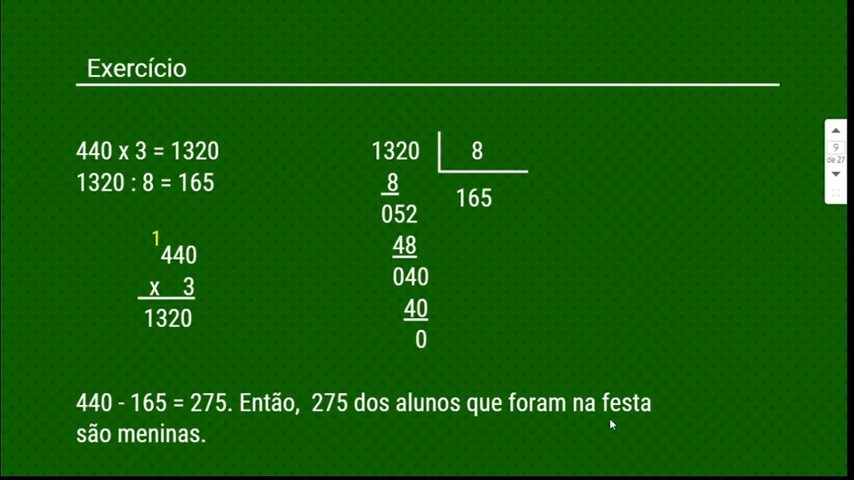 Exercício
440 x 3 = 1320
1320 : 8 = 165
1
440
x 3
1320
1320 8
8 165
052
48
040
40
0
440 - 165 = 275. Então, 275 dos alunos que foram na festa
são meninas.
9
de 27